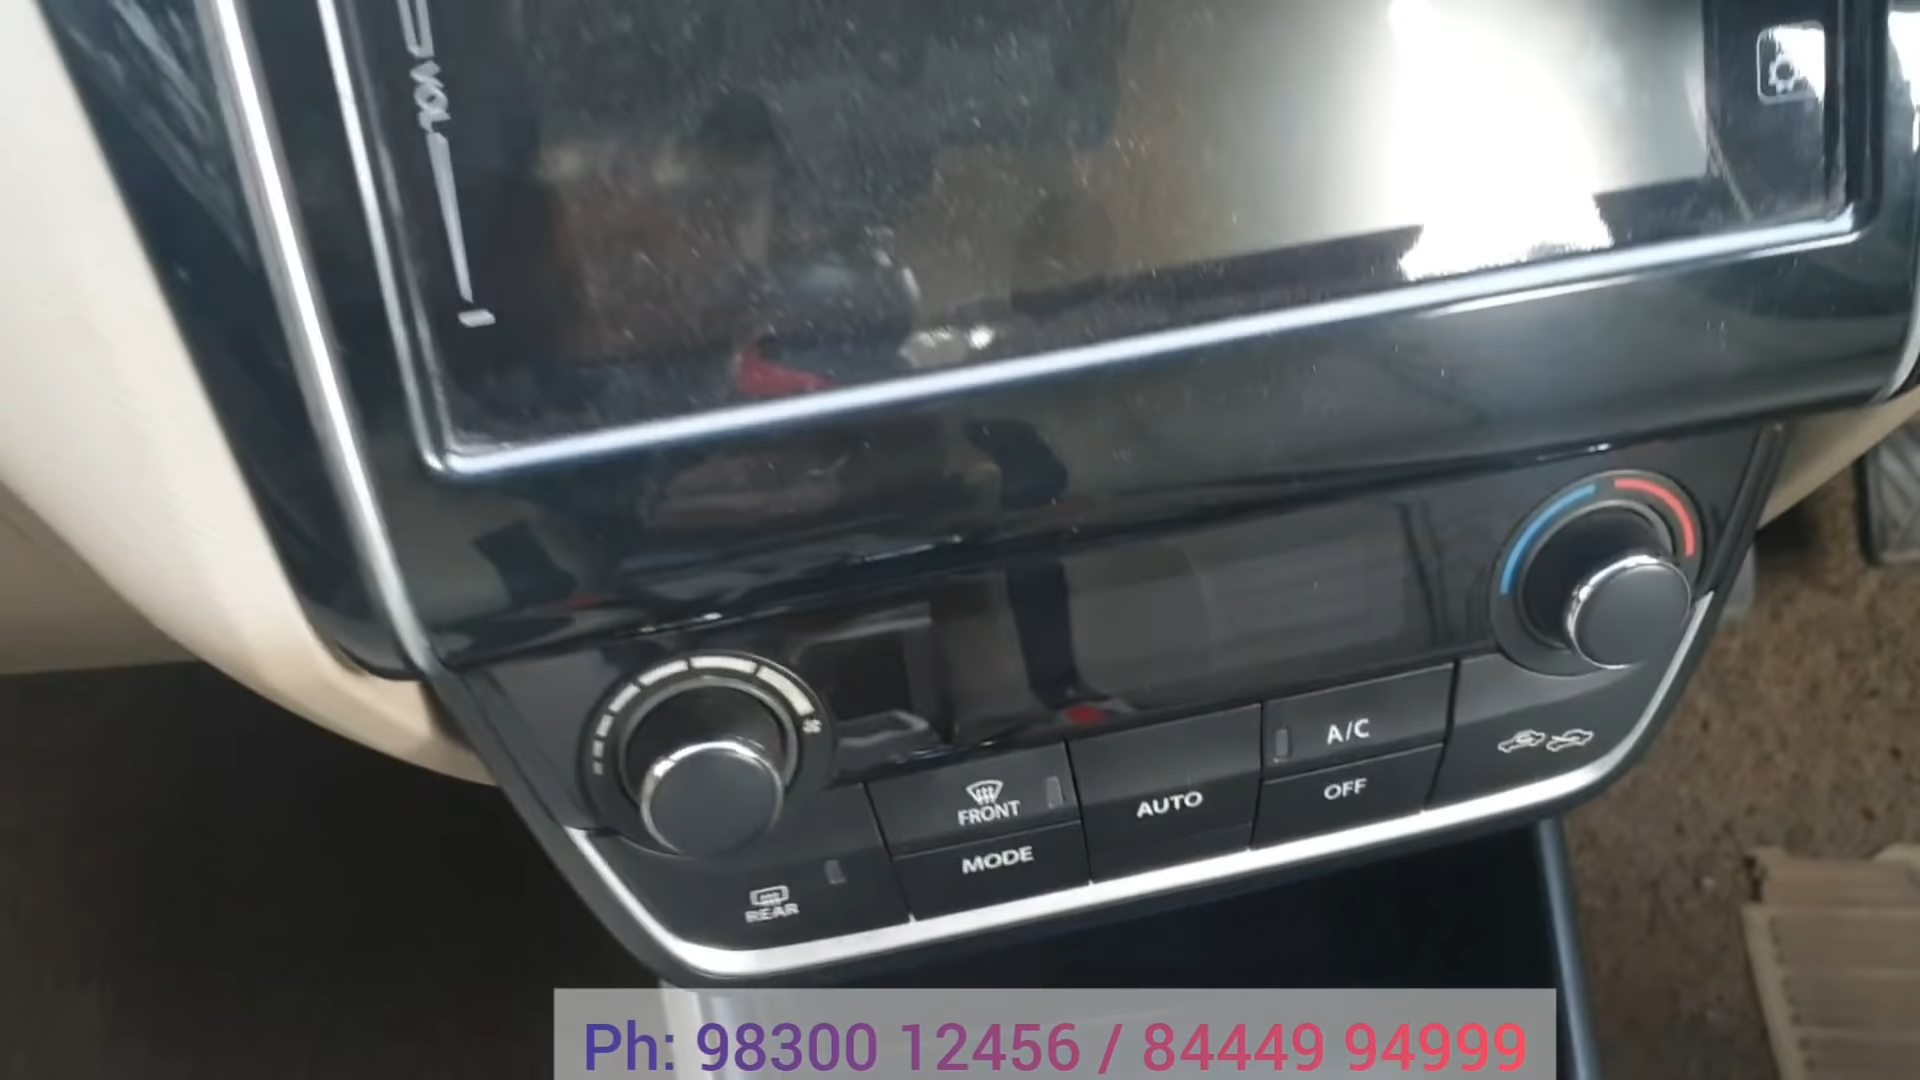 VOL
A/C
FRONT
AUTO
OFF
MODE
REAR
Ph: 98300 12456 / 84449 94999